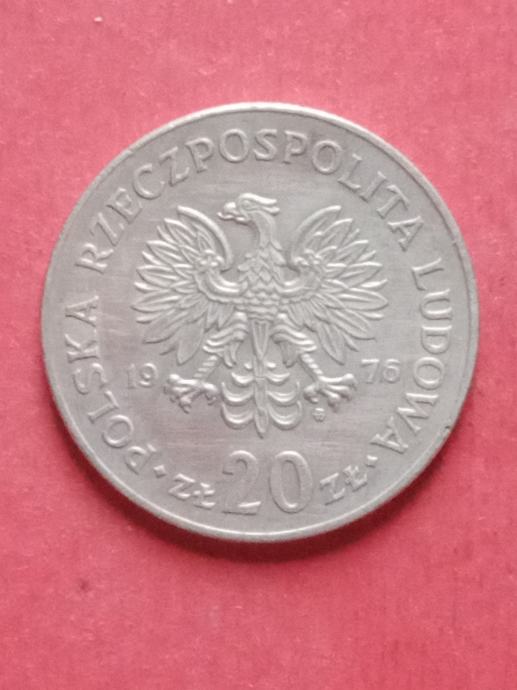 · POLSKA RZECZPOSPOLITA LUDOWA ·
19 76
ZŁ 20 ZŁ